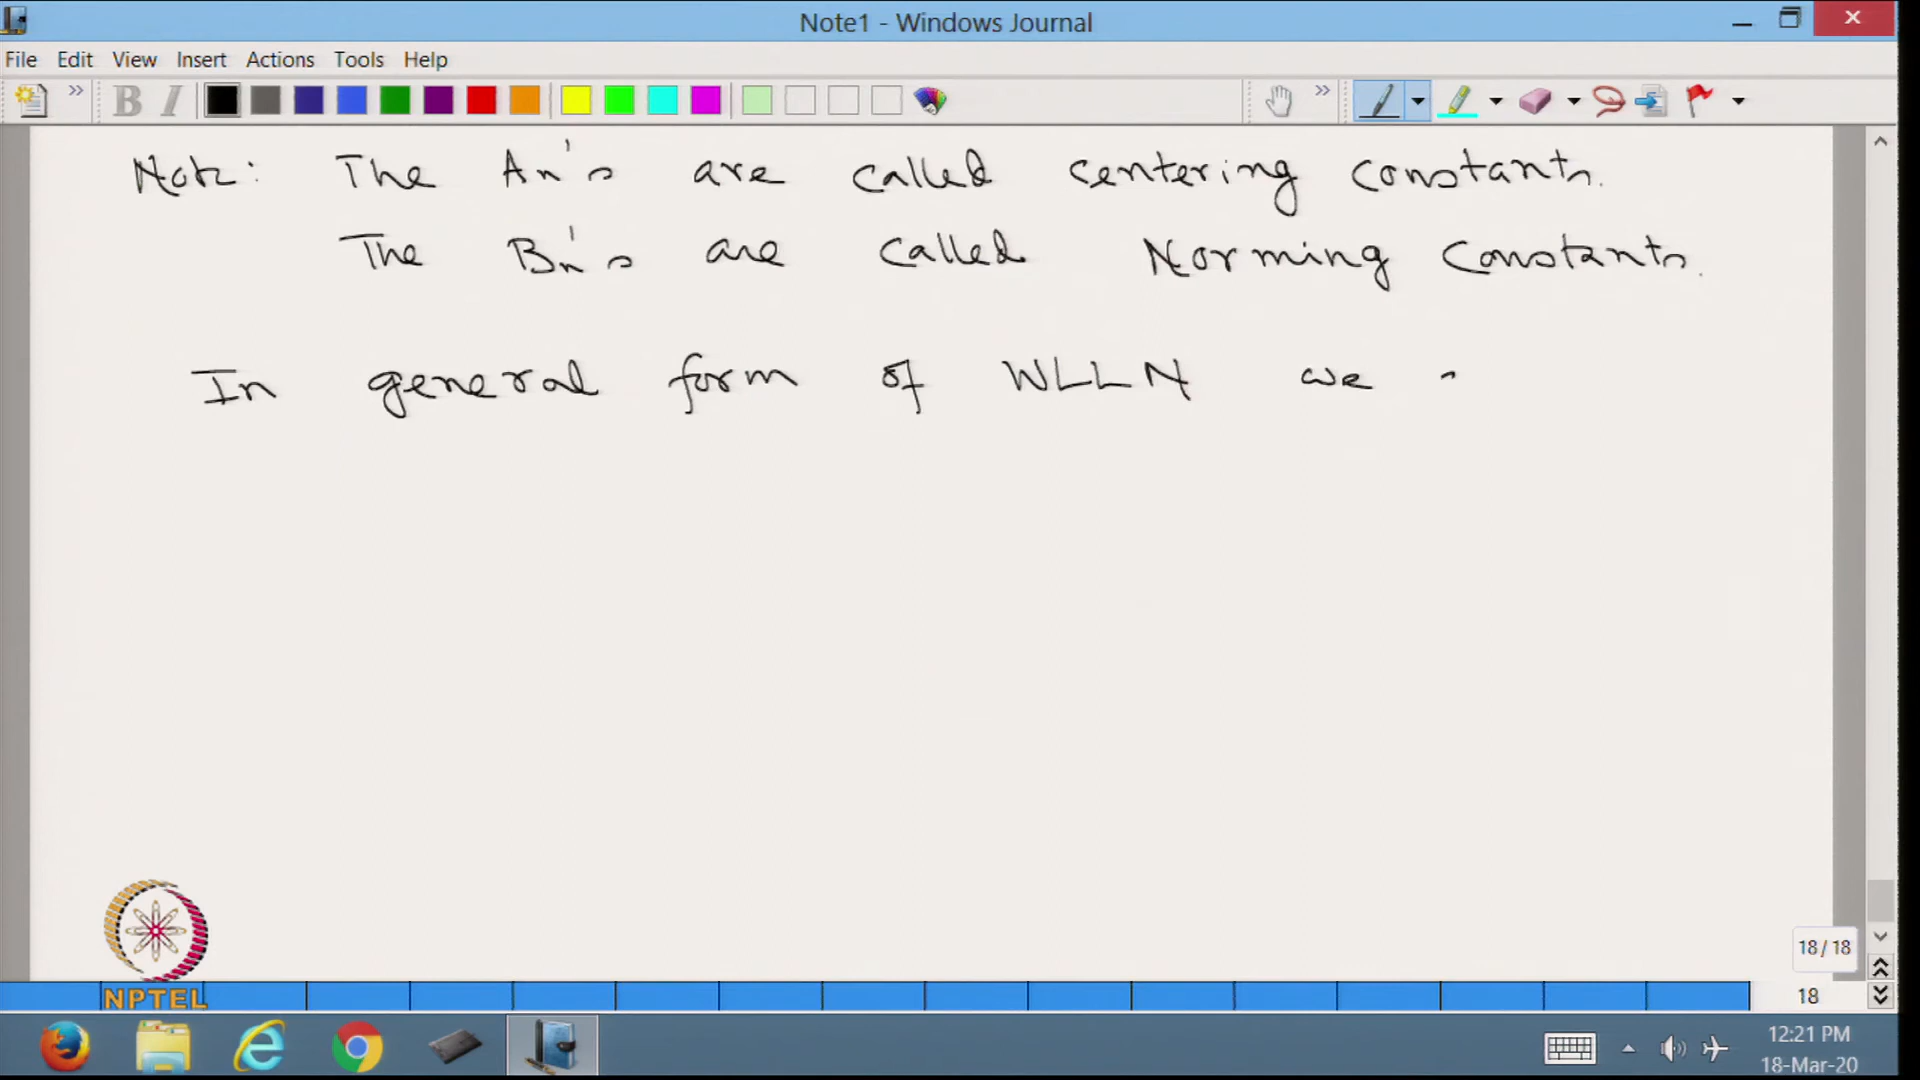 Note1 - Windows Journal
File Edit View Insert Actions Tools Help
Note: The An's are called centering constants.
The Bn's are called Norming Constants.
In general form of WLLN we
18 / 18
NPTEL
18
12:21 PM
18-Mar-20